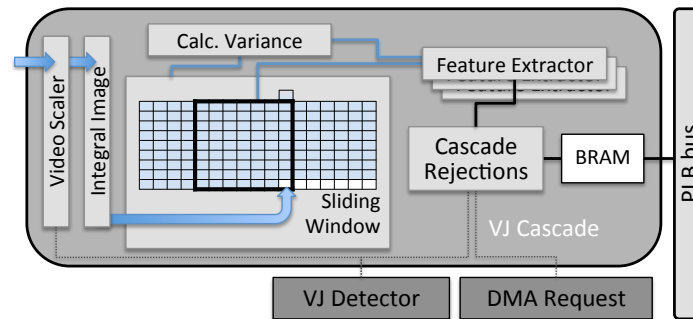 Calc. Variance
Feature Extractor
Video Scaler
Integral Image
Cascade
Rejections
BRAM
PLB bus
Sliding
Window
VJ Cascade
VJ Detector
DMA Request